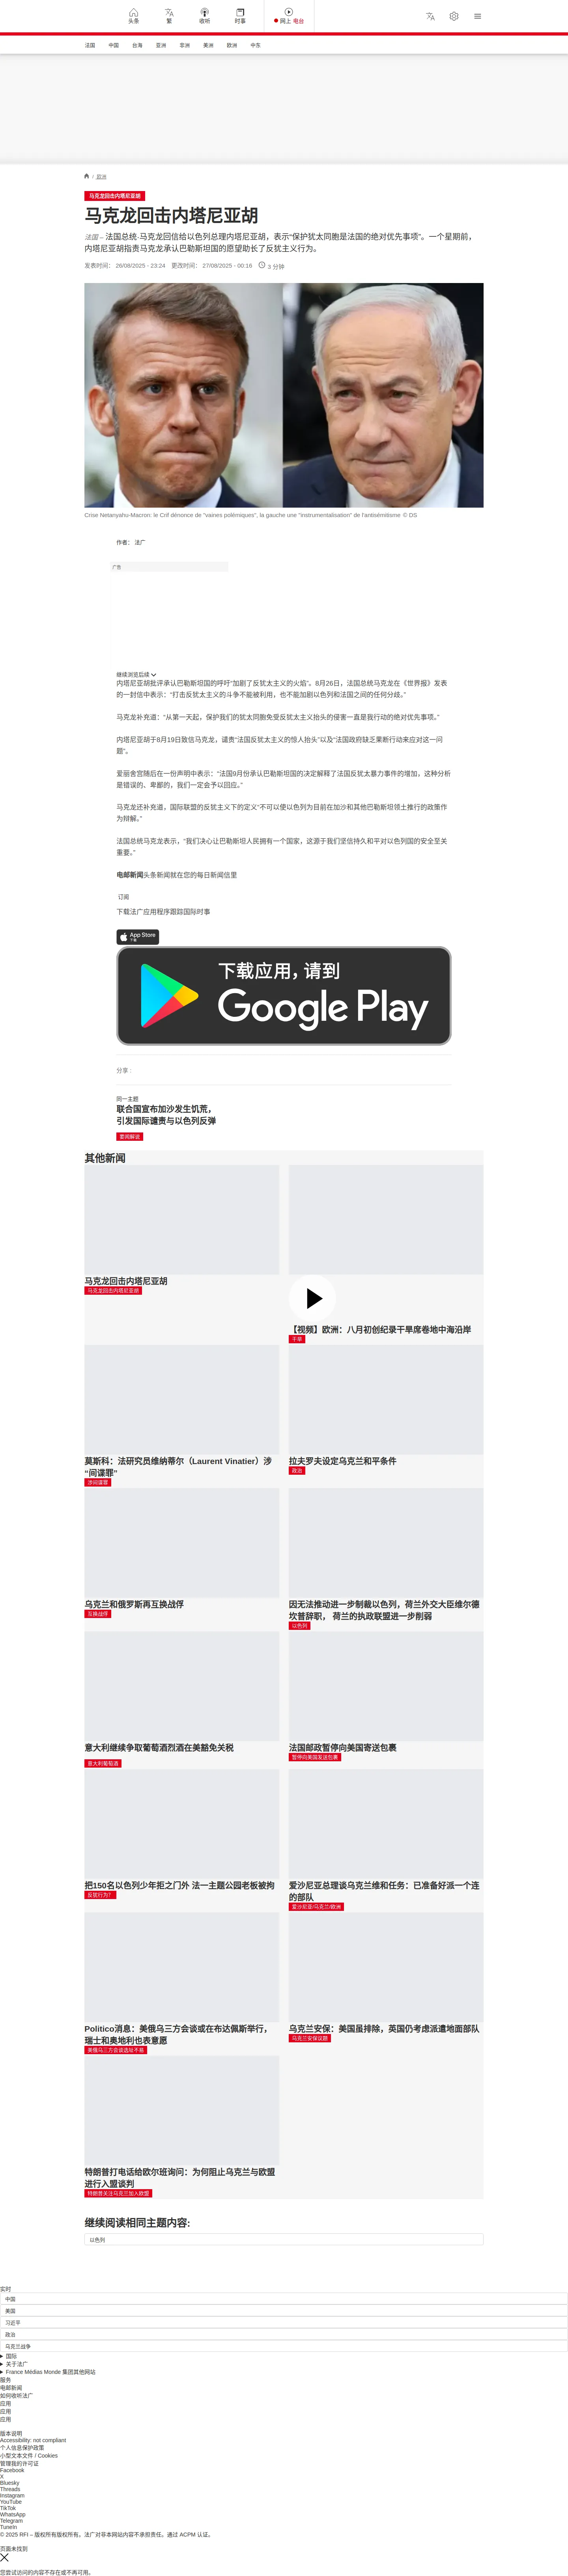 头条
繁
收听
时事
网上 电台
法国
中国
台海
亚洲
非洲
美洲
欧洲
中东
/ 欧洲
马克龙回击内塔尼亚胡
马克龙回击内塔尼亚胡
法国 – 法国总统·马克龙回信给以色列总理内塔尼亚胡，表示“保护犹太同胞是法国的绝对优先事项”。一个星期前，
内塔尼亚胡指责马克龙承认巴勒斯坦国的愿望助长了反犹主义行为。
发表时间： 26/08/2025 - 23:24 更改时间： 27/08/2025 - 00:16 3 分钟
Crise Netanyahu-Macron: le Crif dénonce de "vaines polémiques", la gauche une "instrumentalisation" de l'antisémitisme © DS
作者： 法广
广告
继续浏览后续
内塔尼亚胡批评承认巴勒斯坦国的呼吁“加剧了反犹太主义的火焰”。8月26日，法国总统马克龙在《世界报》发表
的一封信中表示：“打击反犹太主义的斗争不能被利用，也不能加剧以色列和法国之间的任何分歧。”
马克龙补充道：“从第一天起，保护我们的犹太同胞免受反犹太主义抬头的侵害一直是我行动的绝对优先事项。”
内塔尼亚胡于8月19日致信马克龙，谴责“法国反犹太主义的惊人抬头”以及“法国政府缺乏果断行动来应对这一问
题”。
爱丽舍宫随后在一份声明中表示：“法国9月份承认巴勒斯坦国的决定解释了法国反犹太暴力事件的增加，这种分析
是错误的、卑鄙的，我们一定会予以回应。”
马克龙还补充道，国际联盟的反犹太主义下的定义“不可以使以色列为目前在加沙和其他巴勒斯坦领土推行的政策作
为辩解。”
法国总统马克龙表示，“我们决心让巴勒斯坦人民拥有一个国家，这源于我们坚信持久和平对以色列国的安全至关
重要。”
电邮新闻头条新闻就在您的每日新闻信里
订阅
下载法广应用程序跟踪国际时事
App Store
下载
下载应用，请到
Google Play
分享 :
同一主题
联合国宣布加沙发生饥荒，
引发国际谴责与以色列反弹
要闻解说
其他新闻
马克龙回击内塔尼亚胡
马克龙回击内塔尼亚胡
【视频】欧洲：八月初创纪录干旱席卷地中海沿岸
干旱
莫斯科：法研究员维纳蒂尔（Laurent Vinatier）涉
“间谍罪”
涉间谍罪
拉夫罗夫设定乌克兰和平条件
政治
乌克兰和俄罗斯再互换战俘
互换战俘
因无法推动进一步制裁以色列，荷兰外交大臣维尔德
坎普辞职， 荷兰的执政联盟进一步削弱
以色列
意大利继续争取葡萄酒烈酒在美豁免关税
意大利葡萄酒
法国邮政暂停向美国寄送包裹
暂停向美国发送包裹
把150名以色列少年拒之门外 法一主题公园老板被拘
反犹行为？
爱沙尼亚总理谈乌克兰维和任务：已准备好派一个连
的部队
爱沙尼亚/乌克兰/欧洲
Politico消息：美俄乌三方会谈或在布达佩斯举行，
瑞士和奥地利也表意愿
美俄乌三方会谈选址不易
乌克兰安保：美国虽排除，英国仍考虑派遣地面部队
乌克兰安保议题
特朗普打电话给欧尔班询问：为何阻止乌克兰与欧盟
进行入盟谈判
特朗普关注乌克兰加入欧盟
继续阅读相同主题内容:
以色列
实时
中国
美国
习近平
政治
乌克兰战争
国际
关于法广
France Médias Monde 集团其他网站
服务
电邮新闻
如何收听法广
应用
应用
应用
版本说明
Accessibility: not compliant
个人信息保护政策
小型文本文件 / Cookies
管理我的许可证
Facebook
X
Bluesky
Threads
Instagram
YouTube
TikTok
WhatsApp
Telegram
TuneIn
© 2025 RFI – 版权所有版权所有。法广对非本网站内容不承担责任。通过 ACPM 认证。
页面未找到
您尝试访问的内容不存在或不再可用。